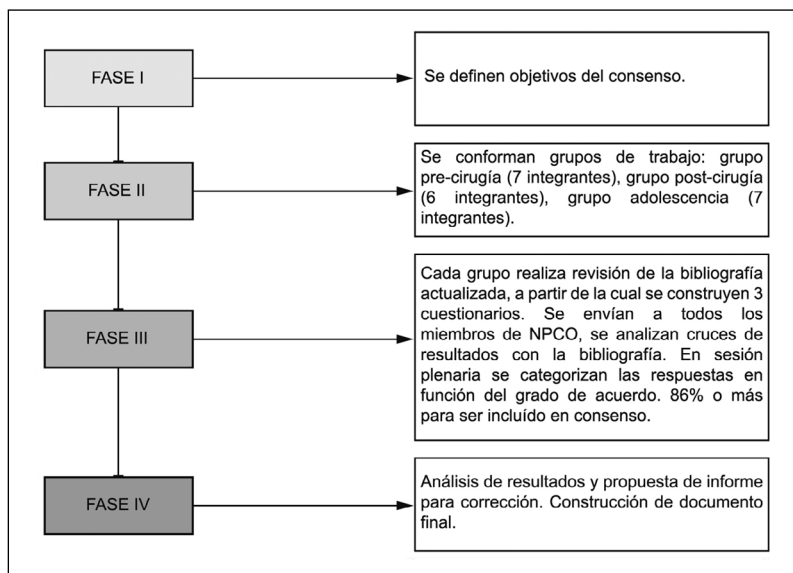 FASE I
Se definen objetivos del consenso.
FASE II
Se conforman grupos de trabajo: grupo
pre-cirugía (7 integrantes), grupo post-cirugía
(6 integrantes), grupo adolescencia (7
integrantes).
FASE III
Cada grupo realiza revisión de la bibliografía
actualizada, a partir de la cual se construyen 3
cuestionarios. Se envían a todos los
miembros de NPCO, se analizan cruces de
resultados con la bibliografía. En sesión
plenaria se categorizan las respuestas en
función del grado de acuerdo. 86% o más
para ser incluído en consenso.
FASE IV
Análisis de resultados y propuesta de informe
para corrección. Construcción de documento
final.